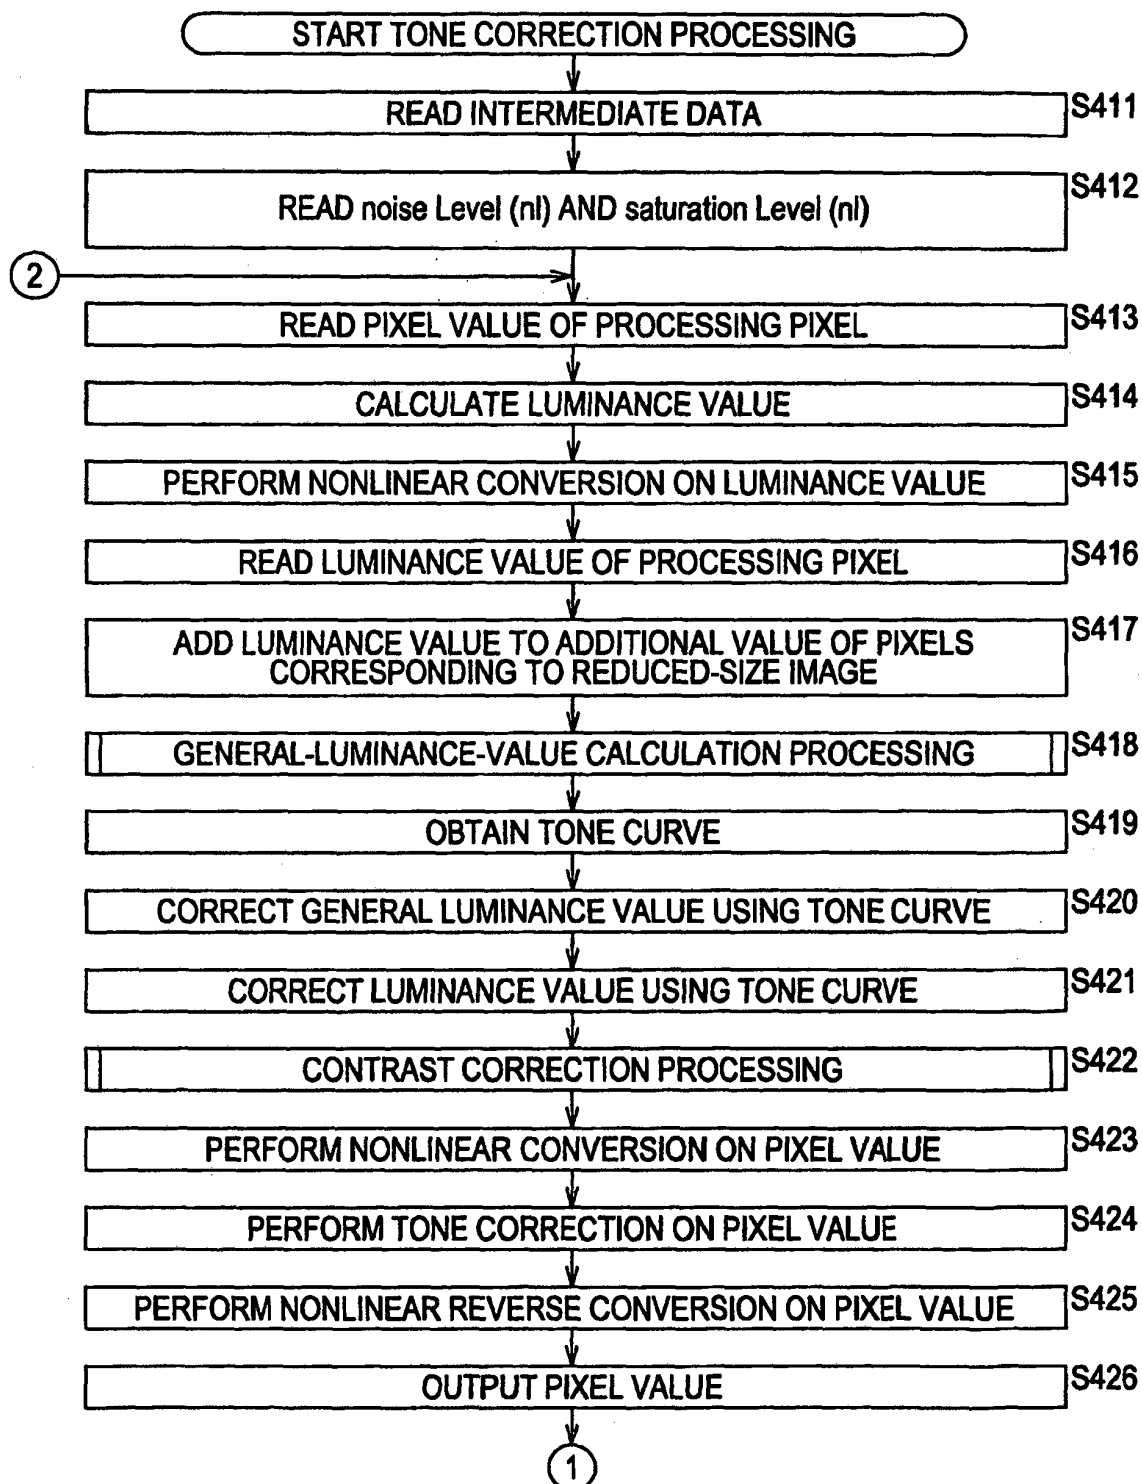 START TONE CORRECTION PROCESSING
READ INTERMEDIATE DATA
S411
READ noise Level (nl) AND saturation Level (nl)
S412
2
READ PIXEL VALUE OF PROCESSING PIXEL
S413
CALCULATE LUMINANCE VALUE
S414
PERFORM NONLINEAR CONVERSION ON LUMINANCE VALUE
S415
READ LUMINANCE VALUE OF PROCESSING PIXEL
S416
ADD LUMINANCE VALUE TO ADDITIONAL VALUE OF PIXELS
CORRESPONDING TO REDUCED-SIZE IMAGE
S417
GENERAL-LUMINANCE-VALUE CALCULATION PROCESSING
S418
OBTAIN TONE CURVE
S419
CORRECT GENERAL LUMINANCE VALUE USING TONE CURVE
S420
CORRECT LUMINANCE VALUE USING TONE CURVE
S421
CONTRAST CORRECTION PROCESSING
S422
PERFORM NONLINEAR CONVERSION ON PIXEL VALUE
S423
PERFORM TONE CORRECTION ON PIXEL VALUE
S424
PERFORM NONLINEAR REVERSE CONVERSION ON PIXEL VALUE
S425
OUTPUT PIXEL VALUE
S426
1